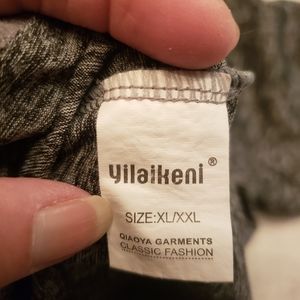 Yilaikeni®
SIZE:XL/XXL
QIAOYA GARMENTS
CLASSIC FASHION